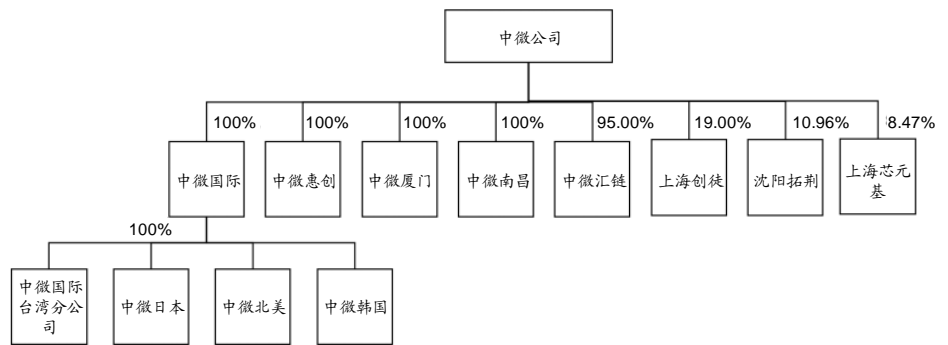 中微公司
100%
100%
100%
100%
95.00%
19.00%
10.96%
8.47%
中微国际
中微惠创
中微厦门
中微南昌
中微汇链
上海创徒
沈阳拓荆
上海芯元
基
100%
中微国际
台湾分公
司
中微日本
中微北美
中微韩国